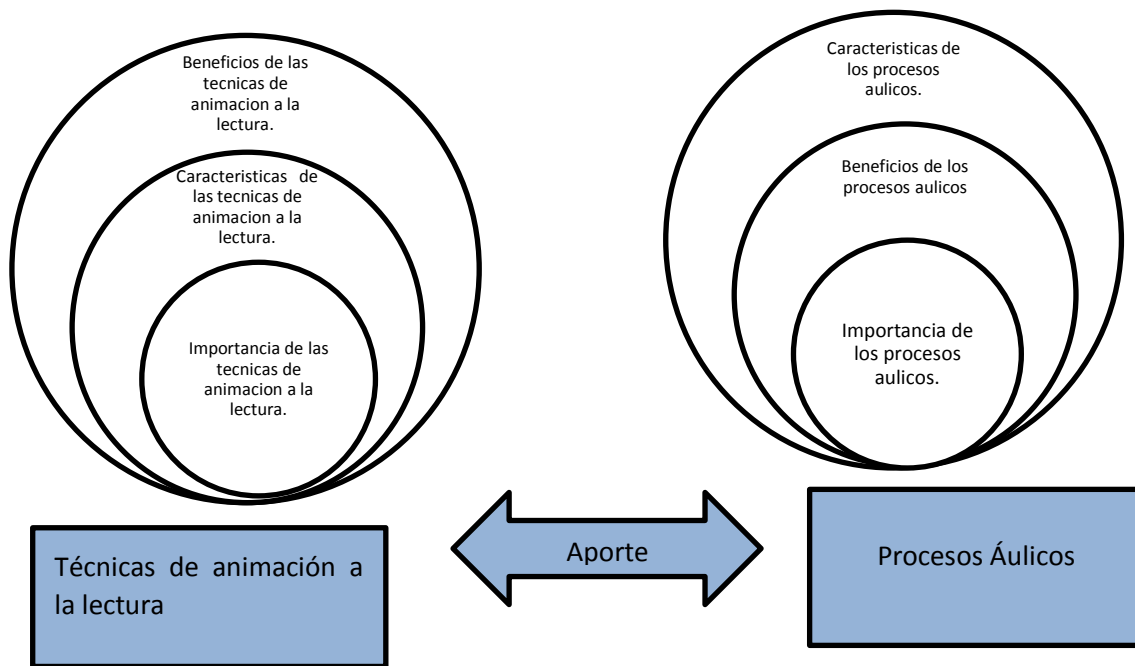 Beneficios de las
tecnicas de
animacion a la
lectura.
Caracteristicas de
las tecnicas de
animacion a la
lectura.
Importancia de las
tecnicas de
animacion a la
lectura.
Técnicas de animación a
la lectura
Aporte
Caracteristicas de
los procesos
aulicos.
Beneficios de los
procesos aulicos
Importancia de
los procesos
aulicos.
Procesos Áulicos